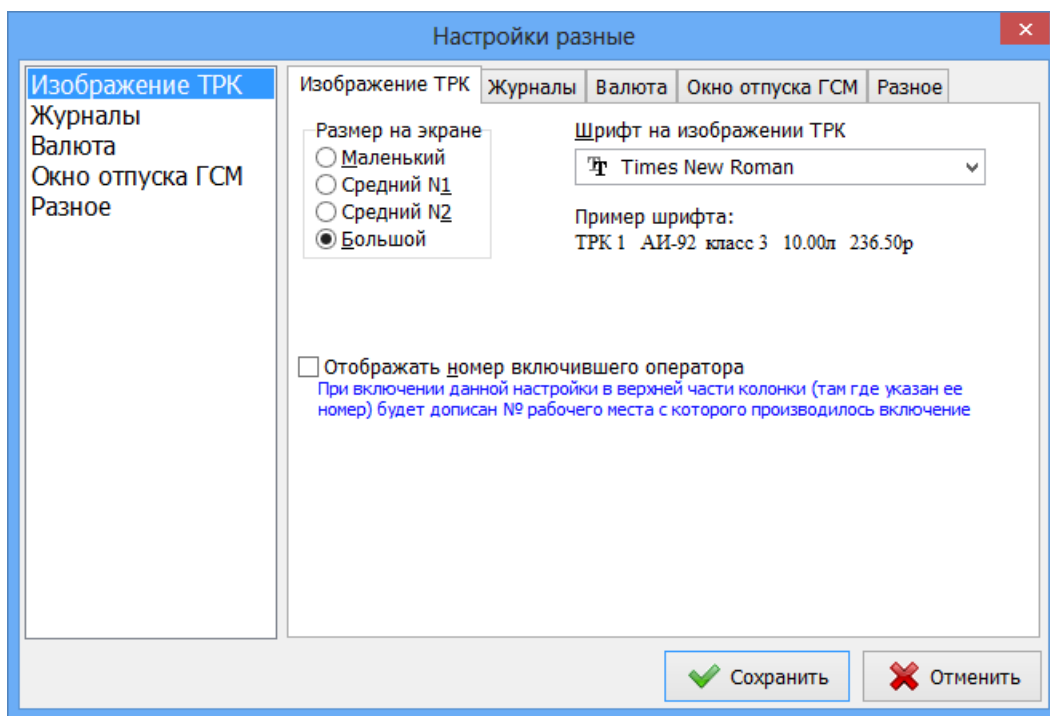 Настройки разные
Изображение ТРК
Журналы
Валюта
Окно отпуска ГСМ
Разное
Изображение ТРК Журналы Валюта Окно отпуска ГСМ Разное
Размер на экране
Маленький
Средний N1
Средний N2
Большой
Шрифт на изображении ТРК
Times New Roman
Пример шрифта:
ТРК 1 АИ-92 класс 3 10.00л 236.50р
Отображать номер включившего оператора
При включении данной настройки в верхней части колонки (там где указан ее
номер) будет дописан № рабочего места с которого производилось включение
Сохранить Отменить